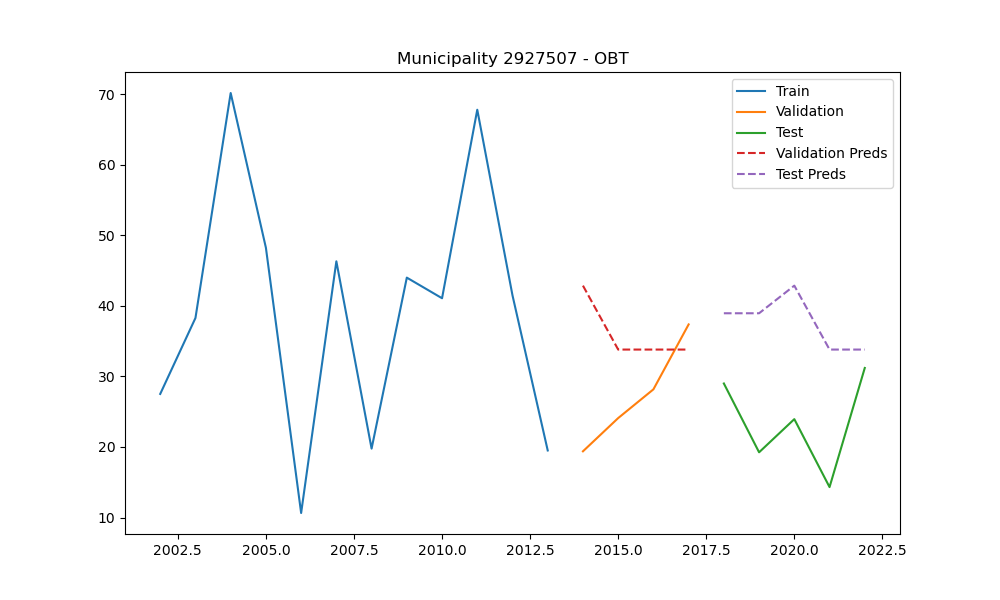 Municipality 2927507 - OBT
Train
Validation
Test
Validation Preds
Test Preds
70
60
50
40
30
20
10
2002.5 2005.0 2007.5 2010.0 2012.5 2015.0 2017.5 2020.0 2022.5